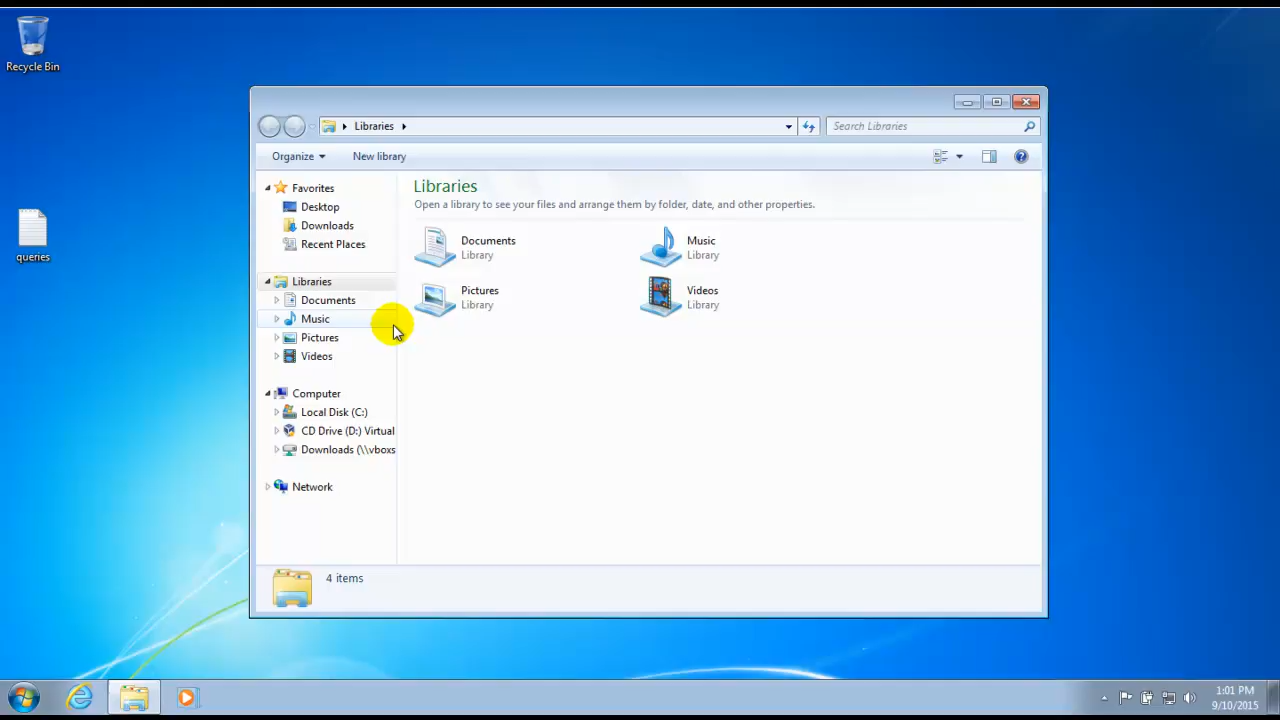 Recycle Bin
queries
Libraries
Search Libraries
Organize
New library
Favorites
Desktop
Downloads
Recent Places
Libraries
Documents
Music
Pictures
Videos
Computer
Local Disk (C:)
CD Drive (D:) Virtual
Downloads (\\vboxs
Network
Libraries
Open a library to see your files and arrange them by folder, date, and other properties.
Documents
Library
Music
Library
Pictures
Library
Videos
Library
4 items
1:01 PM
9/10/2015